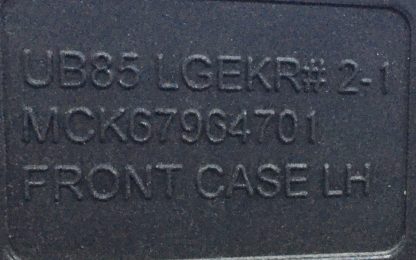 UB85 LGEKR# 2-1
MCK67964701
FRONT CASE LH